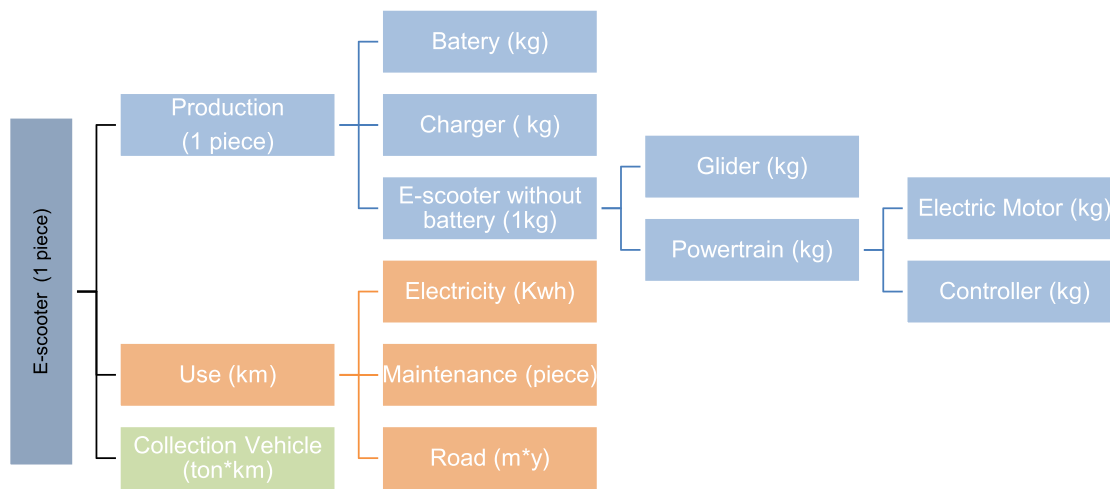 E-scooter  (1 piece)
Production
(1 piece)
Batery (kg)
Charger ( kg)
E-scooter without
battery (1kg)
Glider (kg)
Powertrain (kg)
Electric Motor (kg)
Controller (kg)
Use (km)
Electricity (Kwh)
Maintenance (piece)
Road (m*y)
Collection Vehicle
(ton*km)